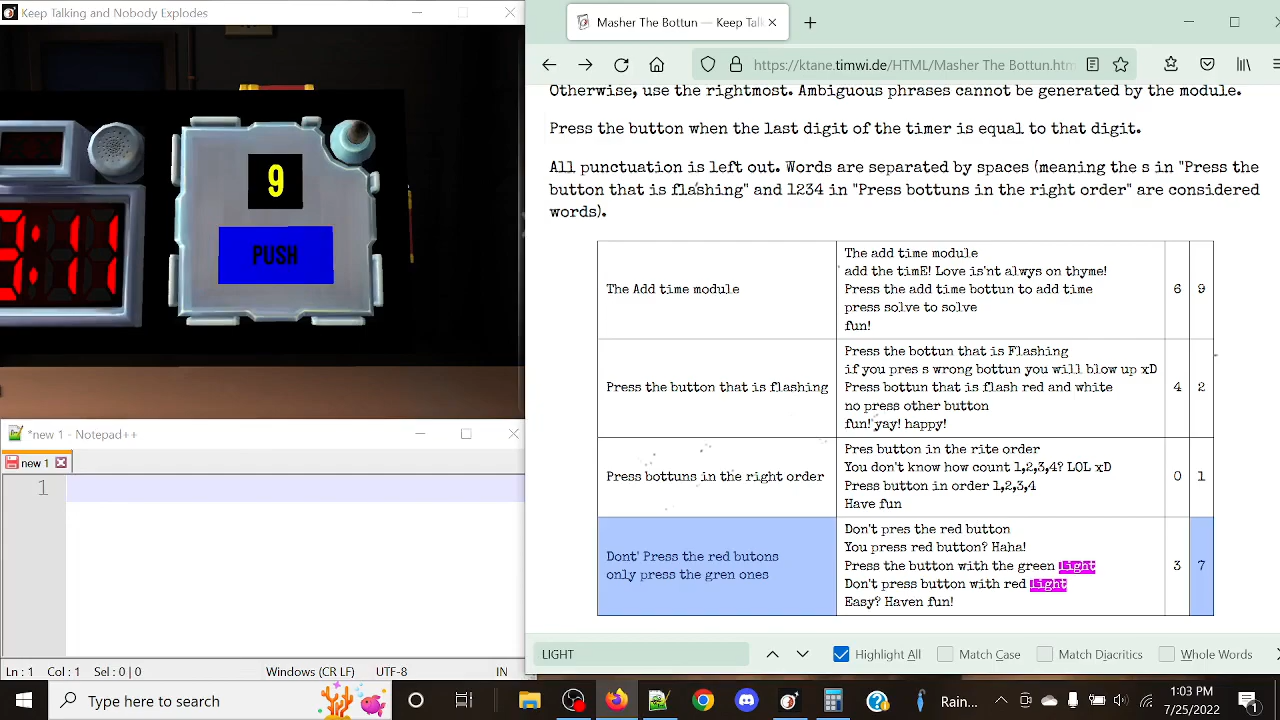 Keep Talking and Nobody Explodes
9
PUSH
:11
*new 1 - Notepad++
new 1
1
Ln : 1 Col : 1 Sel : 0 | 0
Windows (CR LF)
UTF-8
IN
Masher The Bottun — Keep Talk
https://ktane.timwi.de/HTML/Masher The Bottun.htm
Otherwise, use the rightmost. Ambiguous phrases cannot be generated by the module.
Press the button when the last digit of the timer is equal to that digit.
All punctuation is left out. Words are separated by spaces (meaning the s in "Press the
button that is flashing" and 1234 in "Press bottuns in the right order" are considered
words).
The Add time module
The add time module
add the timE! Love is'nt alwys on thyme!
Press the add time bottun to add time
press solve to solve
fun!
6 9
Press the button that is flashing
Press the bottun that is Flashing
if you pres s wrong bottun you will blow up xD
Press bottun that is flash red and white
no press other button
fun! yay! happy!
4 2
Press bottuns in the right order
Pres button in the rite order
You don't know how count 1,2,3,4? LOL xD
Press button in order 1,2,3,4
Have fun
0 1
Dont' Press the red butons
only press the gren ones
Don't pres the red button
You press red button? Haha!
Press the button with the green light
Don't press button with red light
Easy? Haven fun!
3 7
LIGHT
Highlight All
Match Case
Match Diacritics
Whole Words
Type here to search
Ran...
1:33 PM
7/25/2022